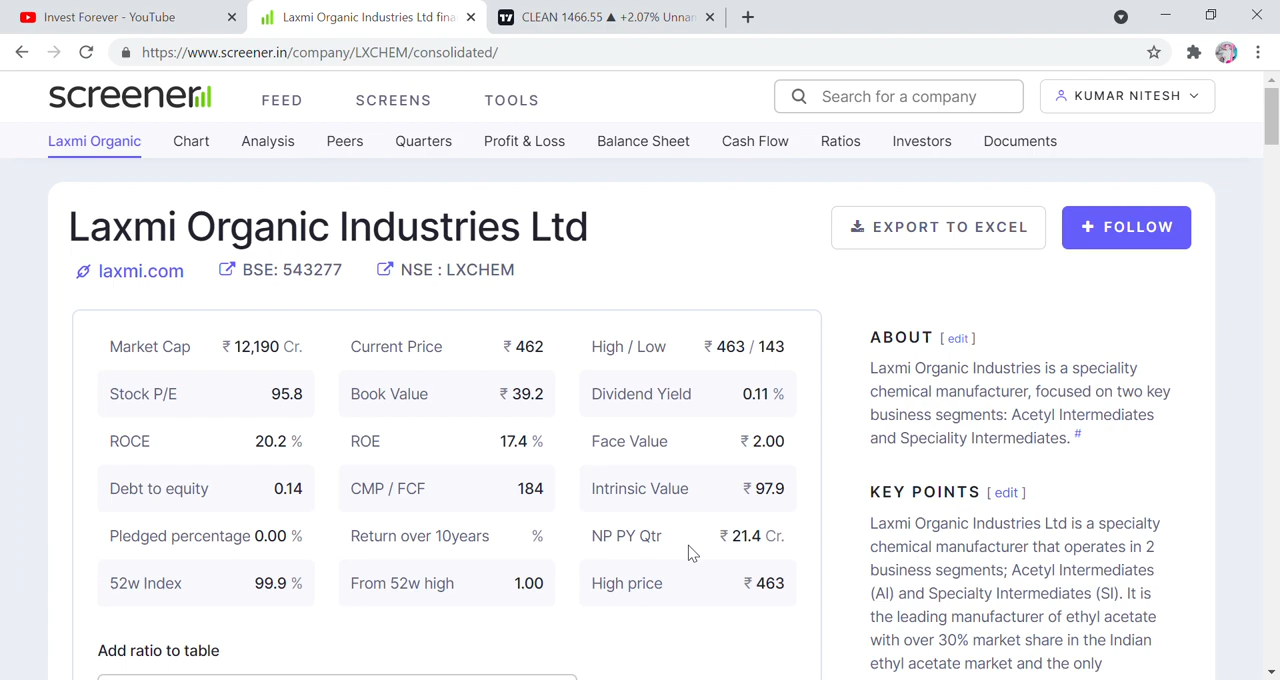 Invest Forever - YouTube
Laxmi Organic Industries Ltd fina
CLEAN 1466.55 ▲ +2.07% Unnan
https://www.screener.in/company/LXCHEM/consolidated/
screener
FEED
SCREENS
TOOLS
Search for a company
KUMAR NITESH
Laxmi Organic
Chart
Analysis
Peers
Quarters
Profit & Loss
Balance Sheet
Cash Flow
Ratios
Investors
Documents
Laxmi Organic Industries Ltd
EXPORT TO EXCEL
+ FOLLOW
laxmi.com
BSE: 543277
NSE : LXCHEM
Market Cap ₹ 12,190 Cr.
Current Price ₹ 462
High / Low ₹ 463 / 143
Stock P/E 95.8
Book Value ₹ 39.2
Dividend Yield 0.11 %
ROCE 20.2 %
ROE 17.4 %
Face Value ₹ 2.00
Debt to equity 0.14
CMP / FCF 184
Intrinsic Value ₹ 97.9
Pledged percentage 0.00 %
Return over 10years %
NP PY Qtr ₹ 21.4 Cr.
52w Index 99.9 %
From 52w high 1.00
High price ₹ 463
Add ratio to table
ABOUT [ edit ]
Laxmi Organic Industries is a speciality
chemical manufacturer, focused on two key
business segments: Acetyl Intermediates
and Speciality Intermediates. #
KEY POINTS [ edit ]
Laxmi Organic Industries Ltd is a specialty
chemical manufacturer that operates in 2
business segments; Acetyl Intermediates
(AI) and Specialty Intermediates (SI). It is
the leading manufacturer of ethyl acetate
with over 30% market share in the Indian
ethyl acetate market and the only